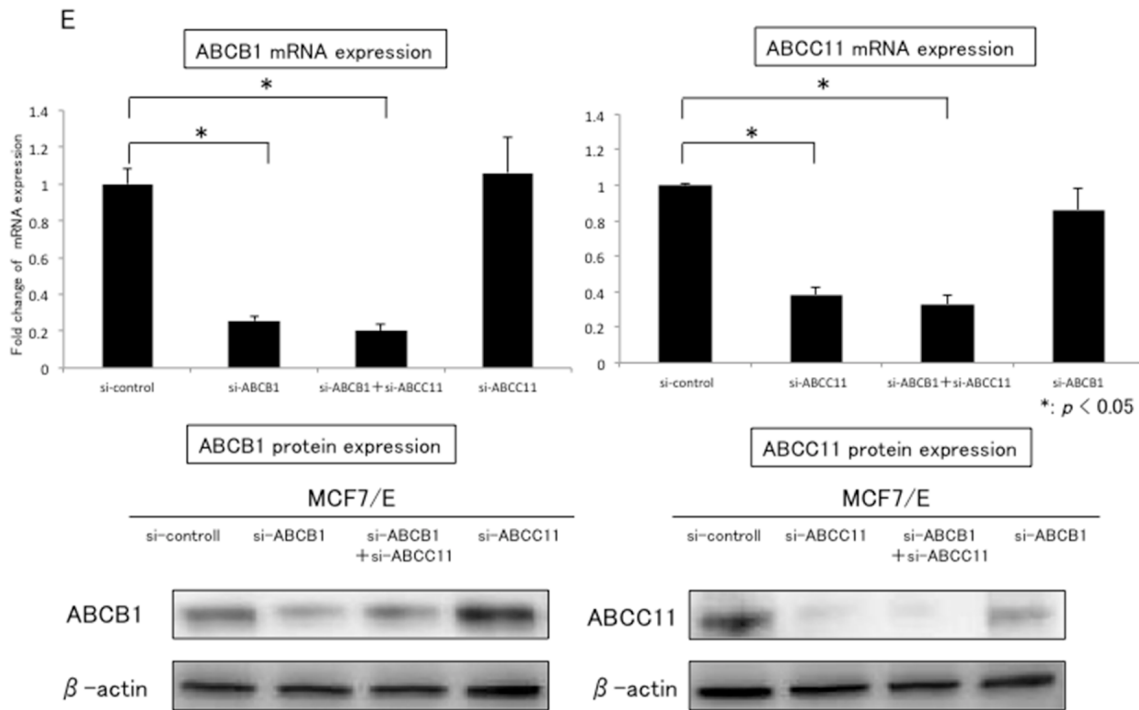 E
ABCB1 mRNA expression
ABCC11 mRNA expression
*
*
*
*
Fold change of mRNA expression
1.4
1.2
1
0.8
0.6
0.4
0.2
0
si-control
si-ABCB1
si-ABCB1+si-ABCC11
si-ABCC11
1.4
1.2
1
0.8
0.6
0.4
0.2
0
si-control
si-ABCC11
si-ABCB1+si-ABCC11
si-ABCB1
*: p < 0.05
ABCB1 protein expression
MCF7/E
si-controll
si-ABCB1
si-ABCB1
+si-ABCC11
si-ABCC11
ABCB1
β-actin
ABCC11 protein expression
MCF7/E
si-control
si-ABCC11
si-ABCB1
+si-ABCC11
si-ABCB1
ABCC11
β-actin